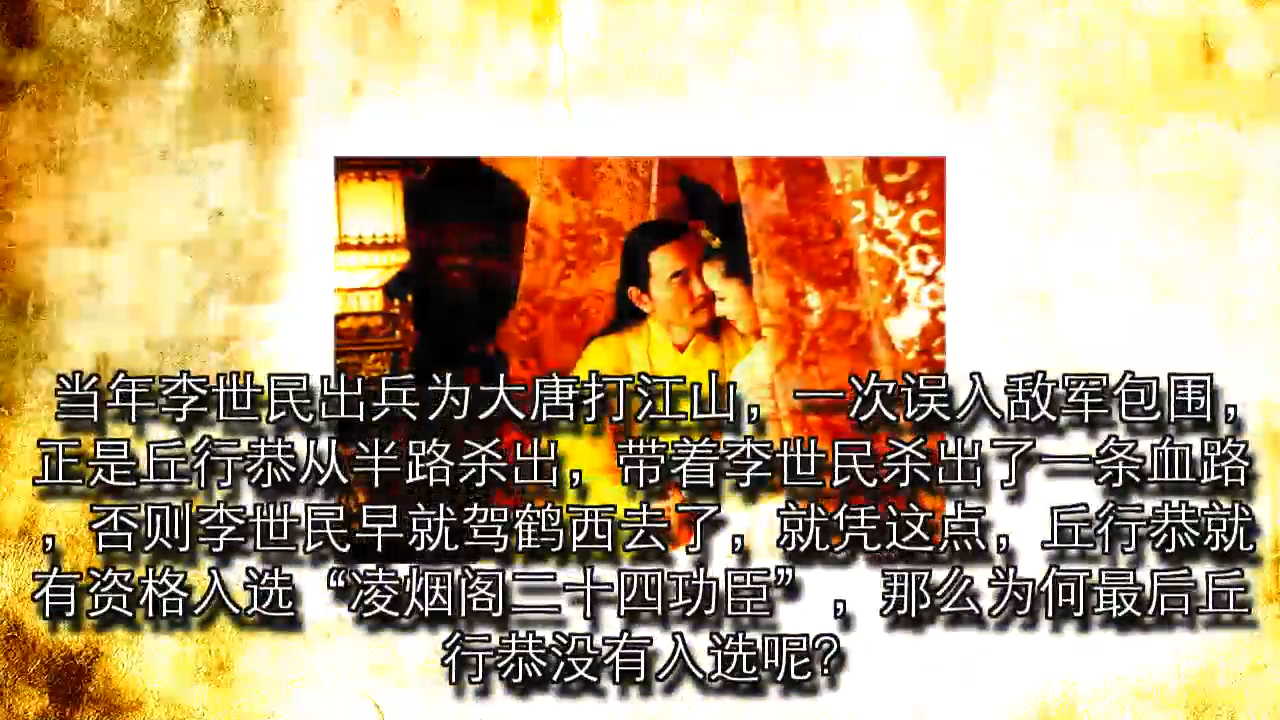 当年李世民出兵为大唐打江山，一次误入敌军包围，
正是丘行恭从半路杀出，带着李世民杀出了一条血路
，否则李世民早就驾鹤西去了，就凭这点，丘行恭就
有资格入选“凌烟阁二十四功臣”，那么为何最后丘
行恭没有入选呢？